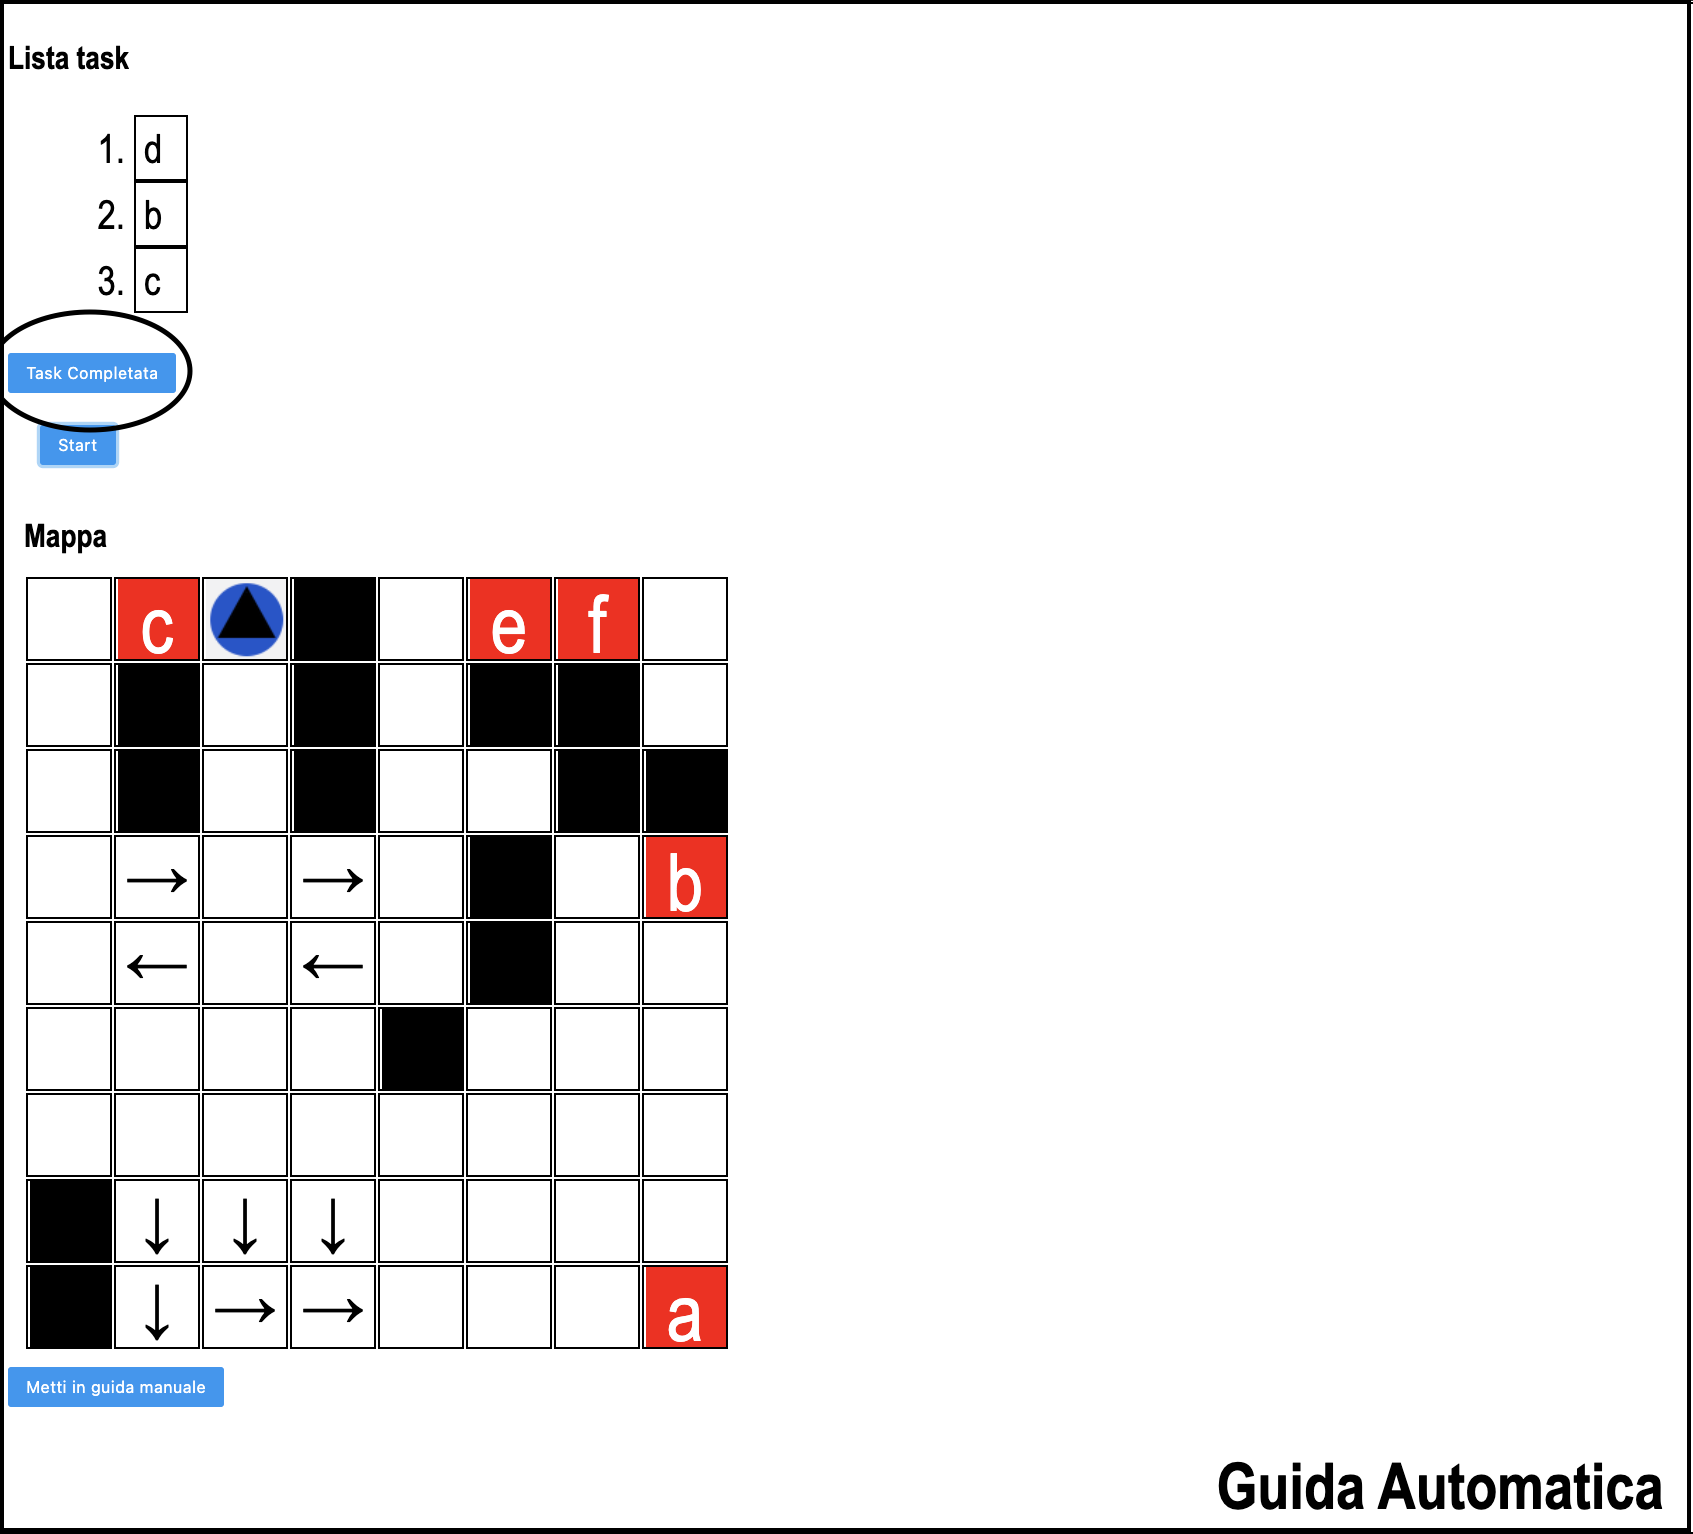 Lista task
1. d
2. b
3. c
Task Completata
Start
Mappa
c e f
→ → b
← ←
↓ ↓ ↓
↓ → → a
Metti in guida manuale
Guida Automatica